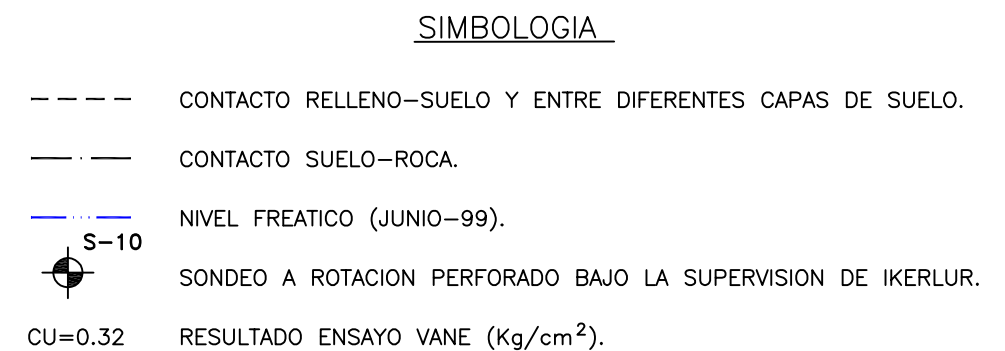 SIMBOLOGIA
CONTACTO RELLENO-SUELO Y ENTRE DIFERENTES CAPAS DE SUELO.
CONTACTO SUELO-ROCA.
NIVEL FREATICO (JUNIO-99).
S-10
SONDEO A ROTACION PERFORADO BAJO LA SUPERVISION DE IKERLUR.
CU=0.32 RESULTADO ENSAYO VANE (Kg/cm²).